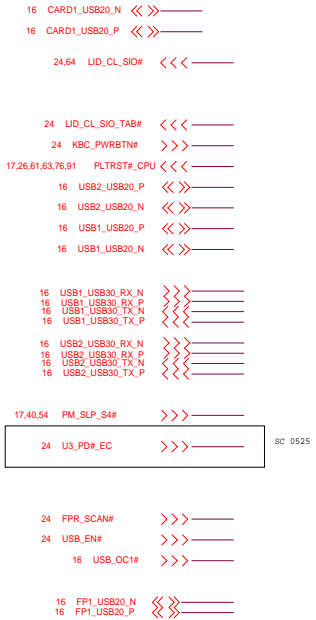 16 CARD1_USB20_N
16 CARD1_USB20_P
24,64 LID_CL_SIO#
24 LID_CL_SIO_TAB#
24 KBC_PWRBTN#
17,26,61,63,76,91 PLTRST#_CPU
16 USB2_USB20_P
16 USB2_USB20_N
16 USB1_USB20_P
16 USB1_USB20_N
16 USB1_USB30_RX_N
16 USB1_USB30_RX_P
16 USB1_USB30_TX_N
16 USB1_USB30_TX_P
16 USB2_USB30_RX_N
16 USB2_USB30_RX_P
16 USB2_USB30_TX_N
16 USB2_USB30_TX_P
17,40,54 PM_SLP_S4#
24 U3_PD#_EC SC 0525
24 FPR_SCAN#
24 USB_EN#
16 USB_OC1#
16 FP1_USB20_N
16 FP1_USB20_P